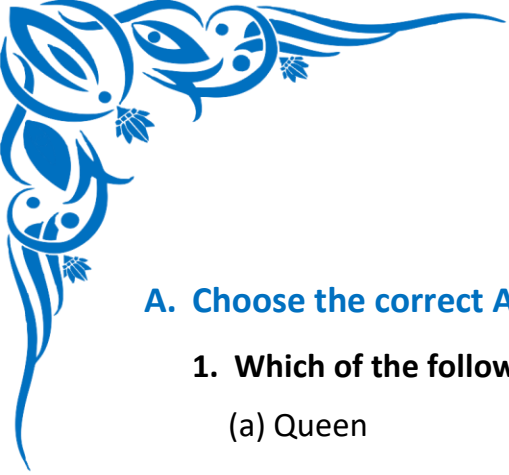 A. Choose the correct A
1. Which of the follow
(a) Queen